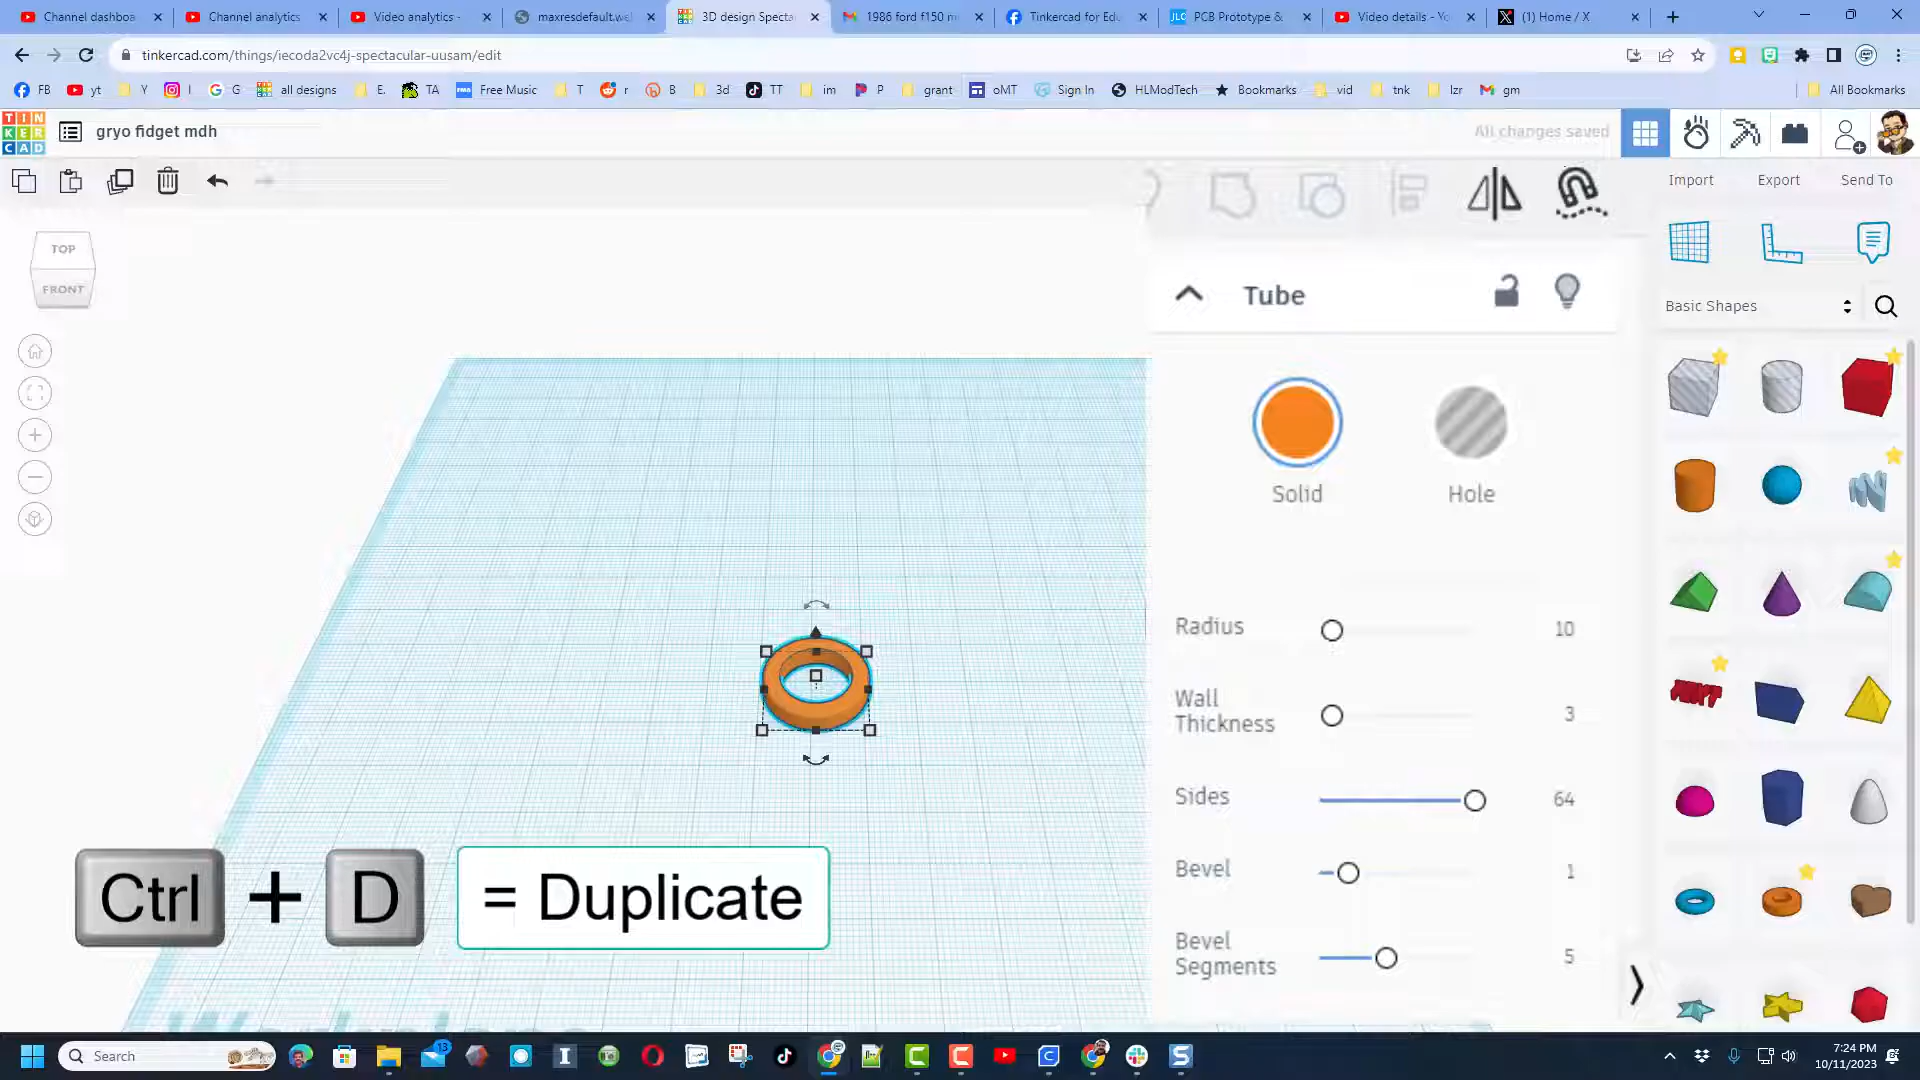 Channel dashboa
Channel analytics
Video analytics -
maxresdefault.we
3D design Specta
1986 ford f150 m
Tinkercad for Edu
JLC
PCB Prototype &
Video details - Yo
(1) Home / X
tinkercad.com/things/iecoda2vc4j-spectacular-uusam/edit
FB
yt
Y
I
G
all designs
E.
TA
FMA
Free Music
T
r
B
3d
TT
im
P
grant
oMT
Sign In
HLModTech
Bookmarks
vid
tnk
lzr
gm
All Bookmarks
TIN
KER
CAD
gryo fidget mdh
All changes saved
Import
Export
Send To
TOP
FRONT
Tube
Basic Shapes
Solid
Hole
Radius
10
Wall
Thickness
3
Sides
64
Bevel
1
Bevel
Segments
5
Ctrl + D = Duplicate
Search
13
7:24 PM
10/11/2023